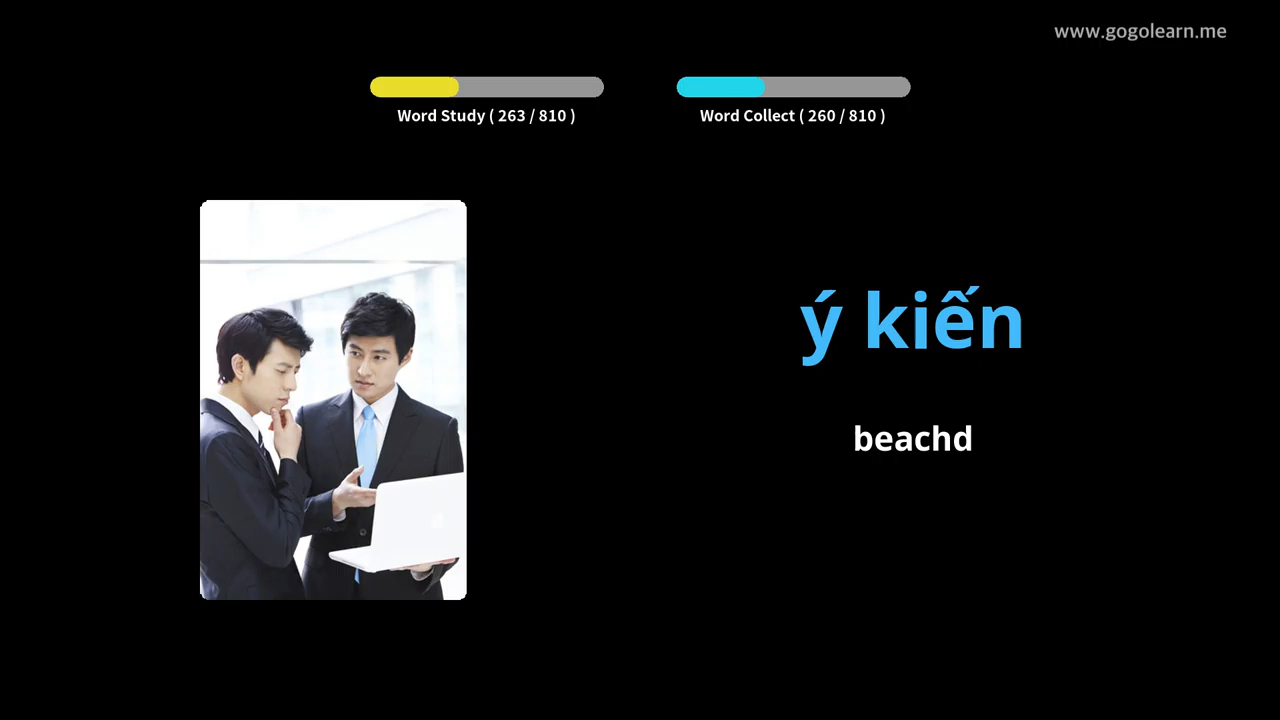 www.gogolearn.me
Word Study ( 263 / 810 )
Word Collect ( 260 / 810 )
ý kiến
beachd